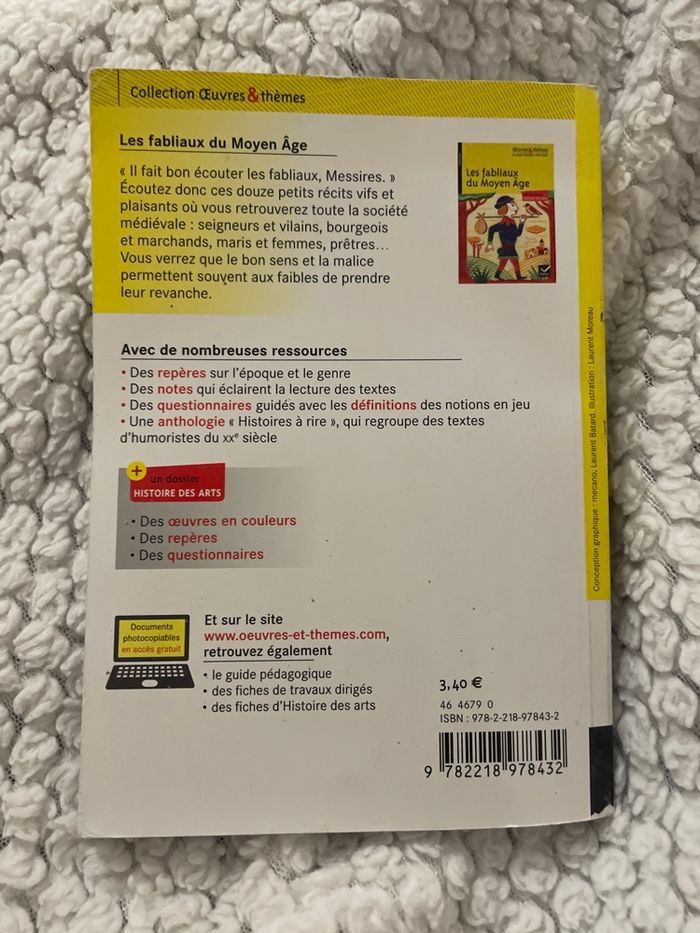 Collection Œuvres & thèmes
Les fabliaux du Moyen Âge
« Il fait bon écouter les fabliaux, Messires. »
Écoutez donc ces douze petits récits vifs et
plaisants où vous retrouverez toute la société
médiévale : seigneurs et vilains, bourgeois
et marchands, maris et femmes, prêtres…
Vous verrez que le bon sens et la malice
permettent souvent aux faibles de prendre
leur revanche.
Œuvres & thèmes
Les fabliaux
du Moyen Âge
Avec de nombreuses ressources
• Des repères sur l'époque et le genre
• Des notes qui éclairent la lecture des textes
• Des questionnaires guidés avec les définitions des notions en jeu
• Une anthologie « Histoires à rire », qui regroupe des textes
d'humoristes du XXe siècle
+ un dossier
HISTOIRE DES ARTS
• Des œuvres en couleurs
• Des repères
• Des questionnaires
Documents
photocopiables
en accès gratuit
Et sur le site
www.oeuvres-et-themes.com,
retrouvez également
• le guide pédagogique
• des fiches de travaux dirigés
• des fiches d'Histoire des arts
3,40 €
46 4679 0
ISBN : 978-2-218-97843-2
9 782218 978432
Conception graphique : mecano, Laurent Batard. Illustration : Laurent Moreau